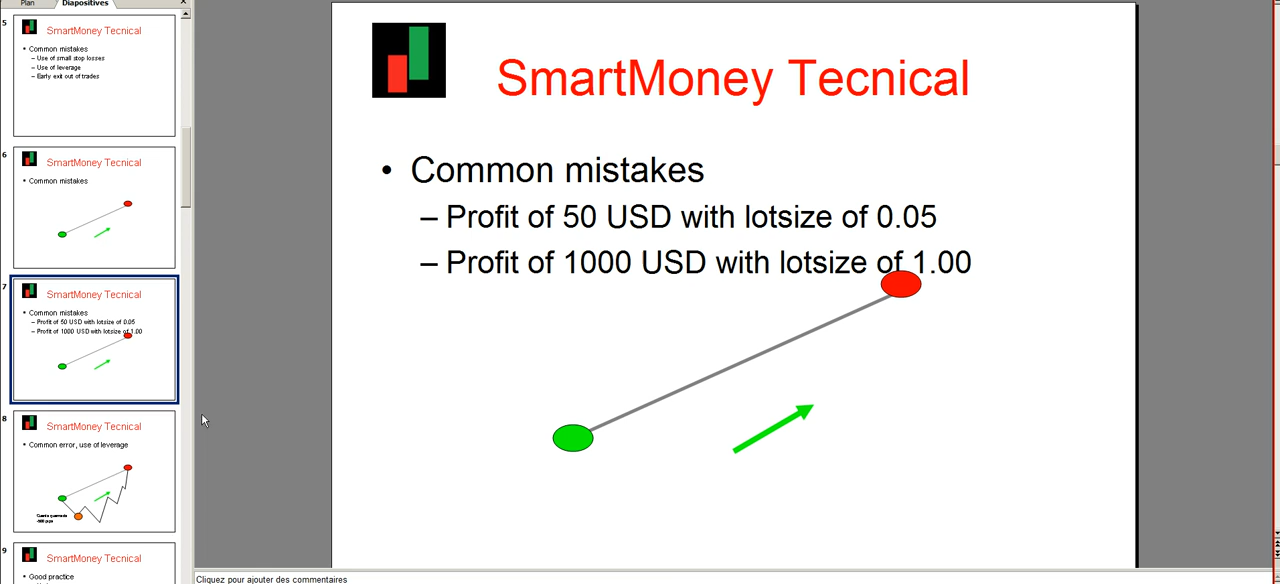 Plan
Diapositives
5
SmartMoney Tecnical
• Common mistakes
– Use of small stop losses
– Use of leverage
– Early exit out of trades
6
SmartMoney Tecnical
• Common mistakes
7
SmartMoney Tecnical
• Common mistakes
– Profit of 50 USD with lotsize of 0.05
– Profit of 1000 USD with lotsize of 1.00
8
SmartMoney Tecnical
• Common error, use of leverage
9
SmartMoney Tecnical
• Good practice
SmartMoney Tecnical
• Common mistakes
– Profit of 50 USD with lotsize of 0.05
– Profit of 1000 USD with lotsize of 1.00
Cliquez pour ajouter des commentaires